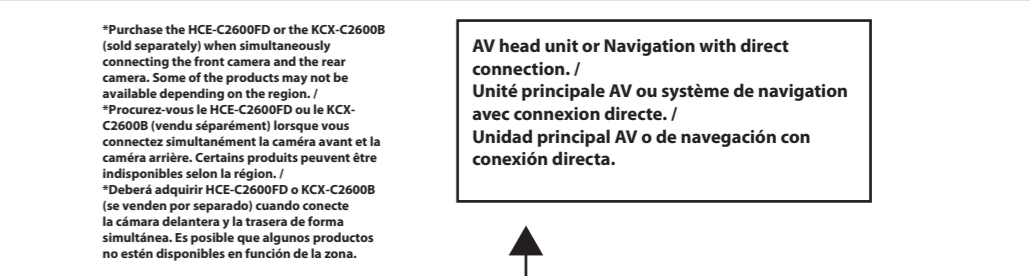 *Purchase the HCE-C2600FD or the KCX-C2600B
(sold separately) when simultaneously
connecting the front camera and the rear
camera. Some of the products may not be
available depending on the region. /
*Procurez-vous le HCE-C2600FD ou le KCX-
C2600B (vendu séparément) lorsque vous
connectez simultanément la caméra avant et la
caméra arrière. Certains produits peuvent être
indisponibles selon la région. /
*Deberá adquirir HCE-C2600FD o KCX-C2600B
(se venden por separado) cuando conecte
la cámara delantera y la trasera de forma
simultánea. Es posible que algunos productos
no estén disponibles en función de la zona.
AV head unit or Navigation with direct
connection. /
Unité principale AV ou système de navigation
avec connexion directe. /
Unidad principal AV o de navegación con
conexión directa.